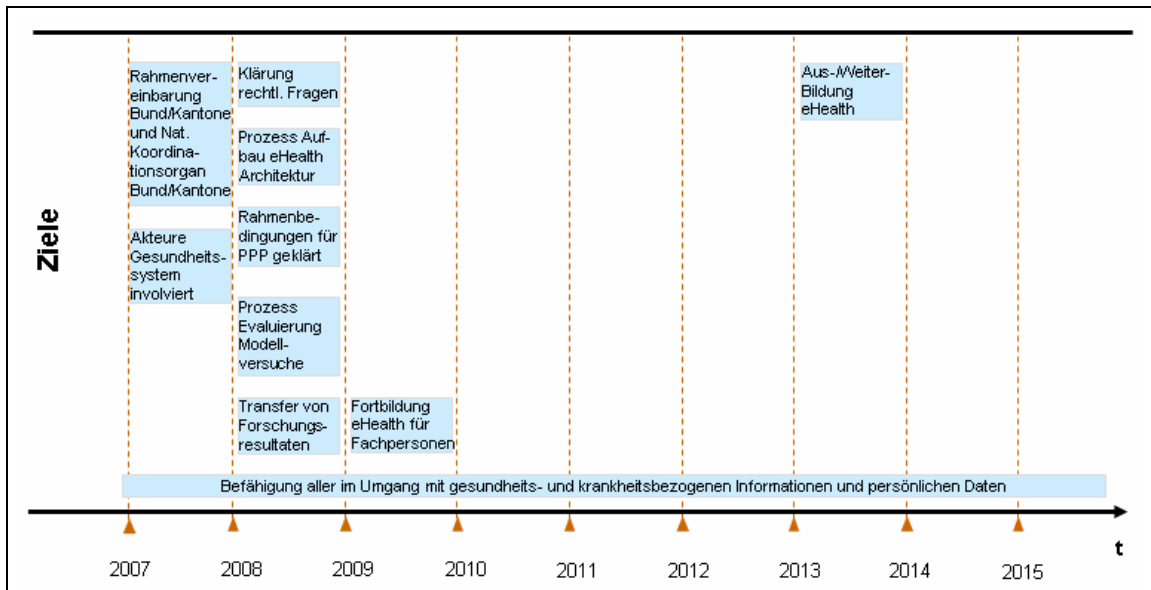 Ziele
Rahmenver-
einbarung
Bund/Kantone
und Nat.
Koordina-
tionsorgan
Bund/Kantone
Akteure
Gesundheits-
system
involviert
Klärung
rechtl. Fragen
Prozess Auf-
bau eHealth
Architektur
Rahmenbe-
dingungen für
PPP geklärt
Prozess
Evaluierung
Modell-
versuche
Transfer von
Forschungs-
resultaten
Fortbildung
eHealth für
Fachpersonen
Aus-/Weiter-
Bildung
eHealth
Befähigung aller im Umgang mit gesundheits- und krankheitsbezogenen Informationen und persönlichen Daten
t
2007 2008 2009 2010 2011 2012 2013 2014 2015